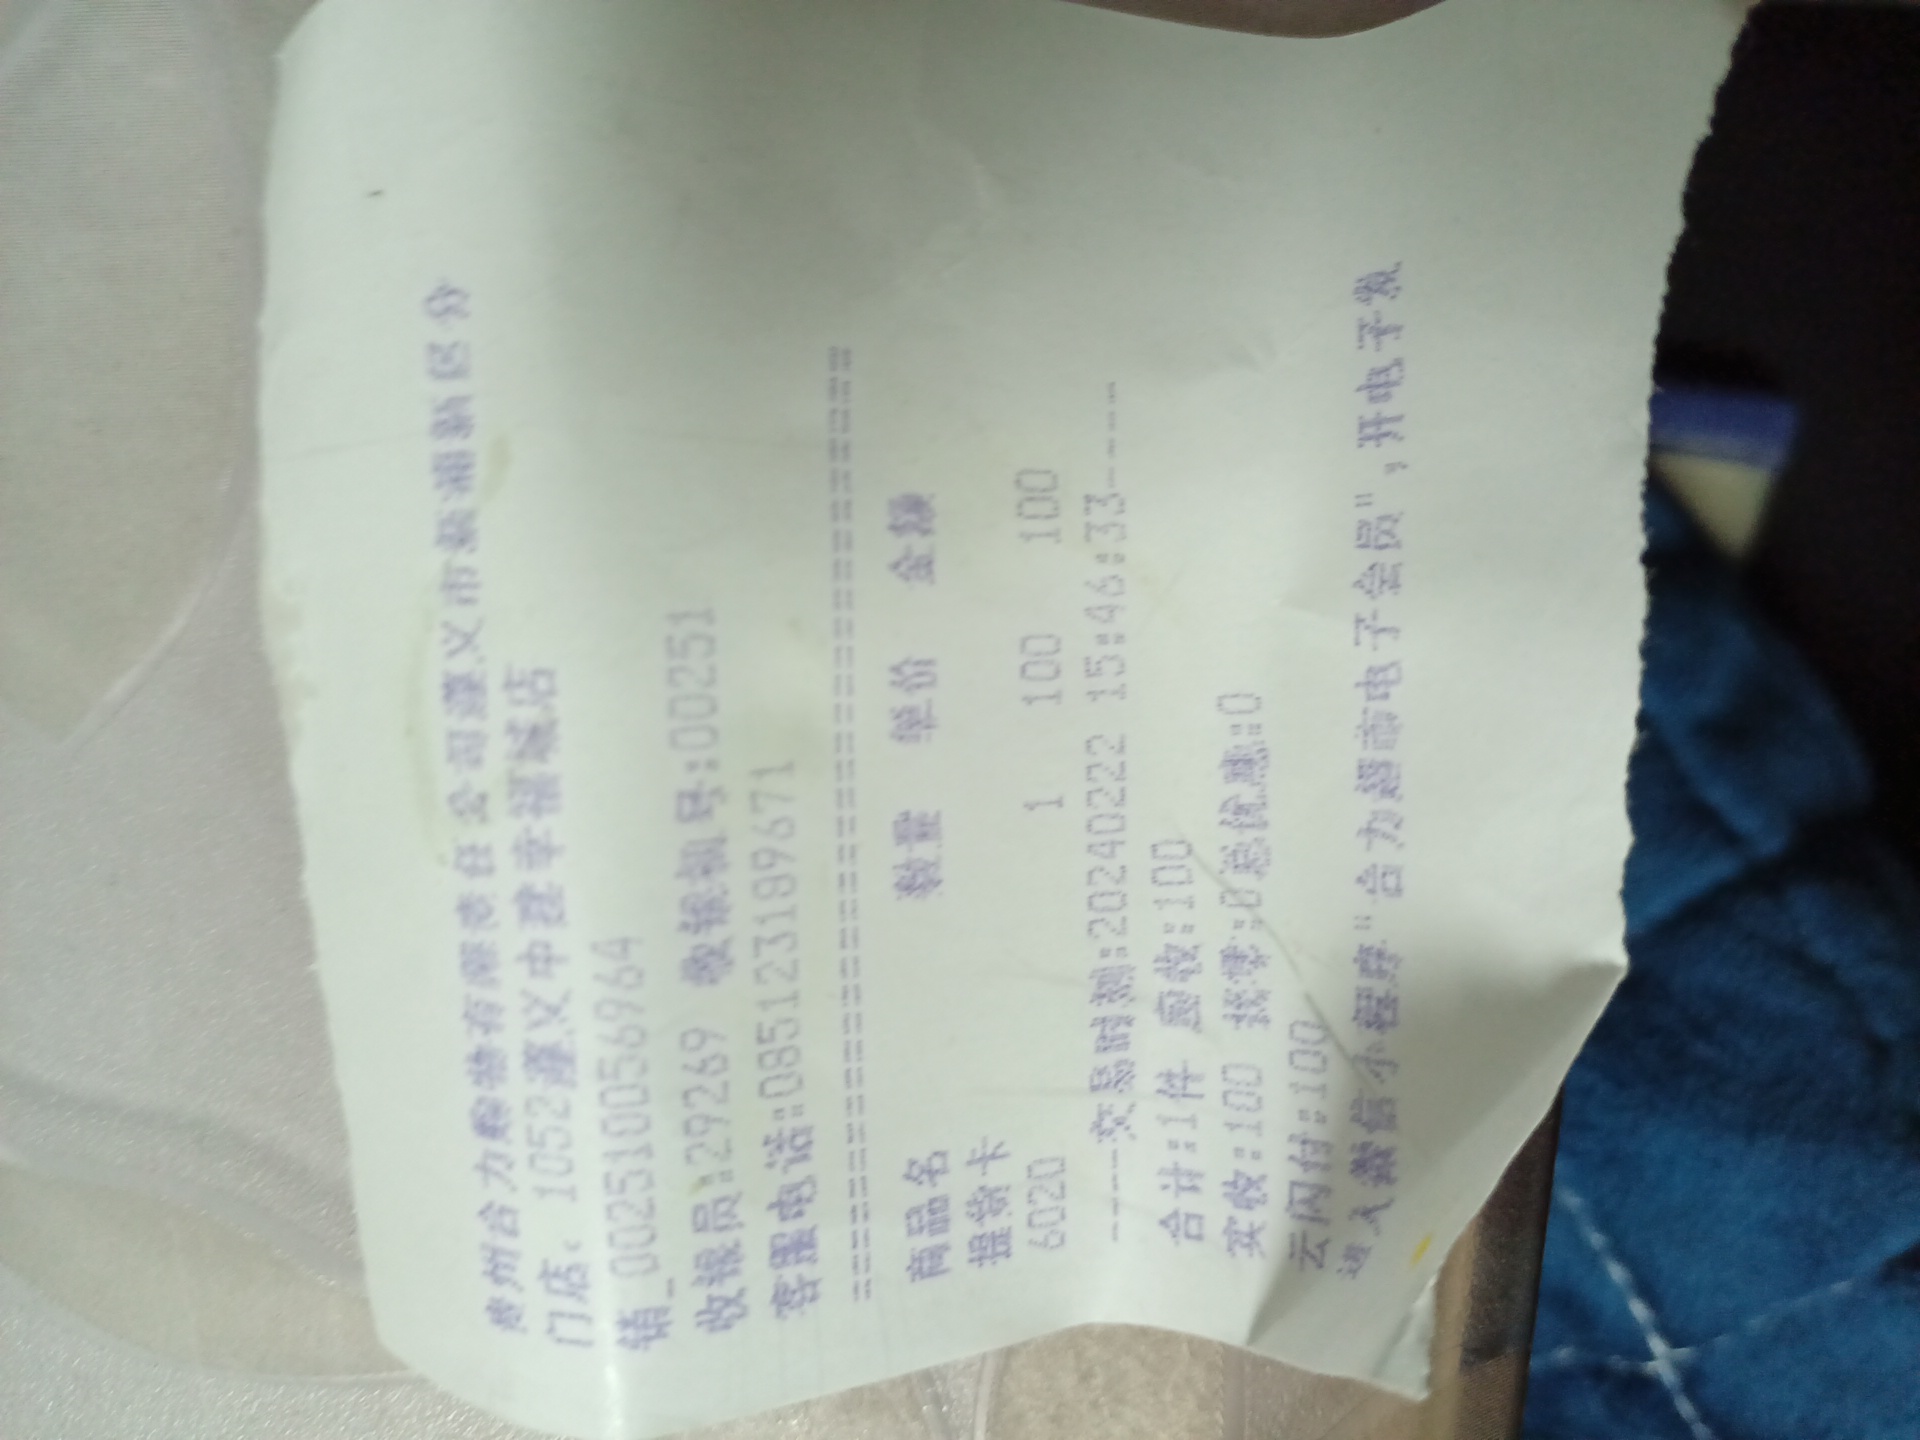 贵州合力购物有限责任公司遵义市新蒲新区分
门店:1052遵义中建幸福城店
销_002510056964
收银员:29269 收银机号:00251
客服电话:085123189671
==============================
商品名 数量 单价 金额
提货卡
6020 1 100 100
----交易时刻:20240222 15:46:33-----
合计:1件 应收:100
实收:100 找零:0总优惠:0
云闪付:100
进入微信小程序"合力超市电子会员",开电子发